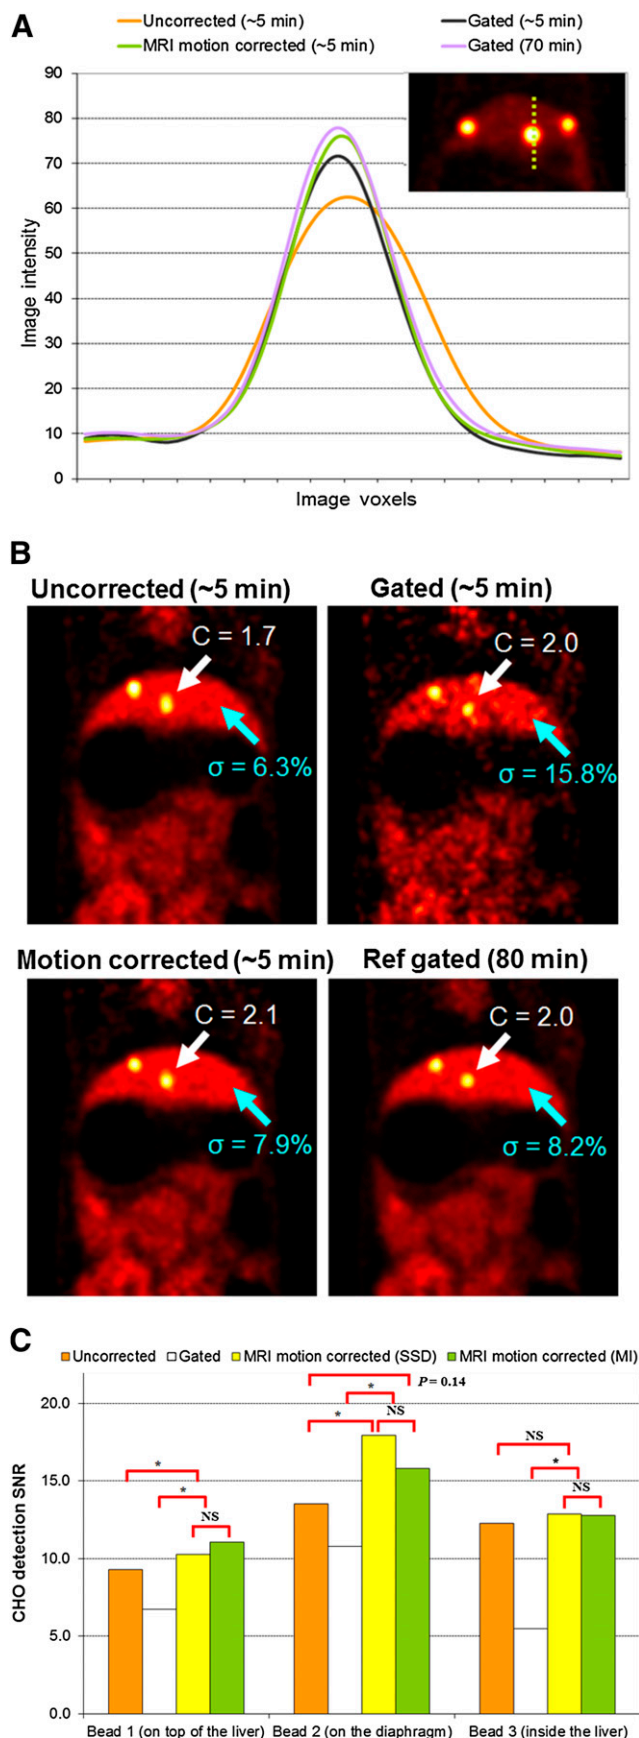 A
Uncorrected (~5 min) Gated (~5 min)
MRI motion corrected (~5 min) Gated (70 min)
90
80
70
60
50
40
30
20
10
0
Image intensity
Image voxels
B
Uncorrected (~5 min) Gated (~5 min)
C = 1.7 C = 2.0
σ = 6.3% σ = 15.8%
Motion corrected (~5 min) Ref gated (80 min)
C = 2.1 C = 2.0
σ = 7.9% σ = 8.2%
C
Uncorrected Gated MRI motion corrected (SSD) MRI motion corrected (MI)
* P = 0.14
20.0
*
* NS
NS
15.0
* *
* NS
NS
10.0
5.0
0.0
CHO detection SNR
Bead 1 (on top of the liver) Bead 2 (on the diaphragm) Bead 3 (inside the liver)